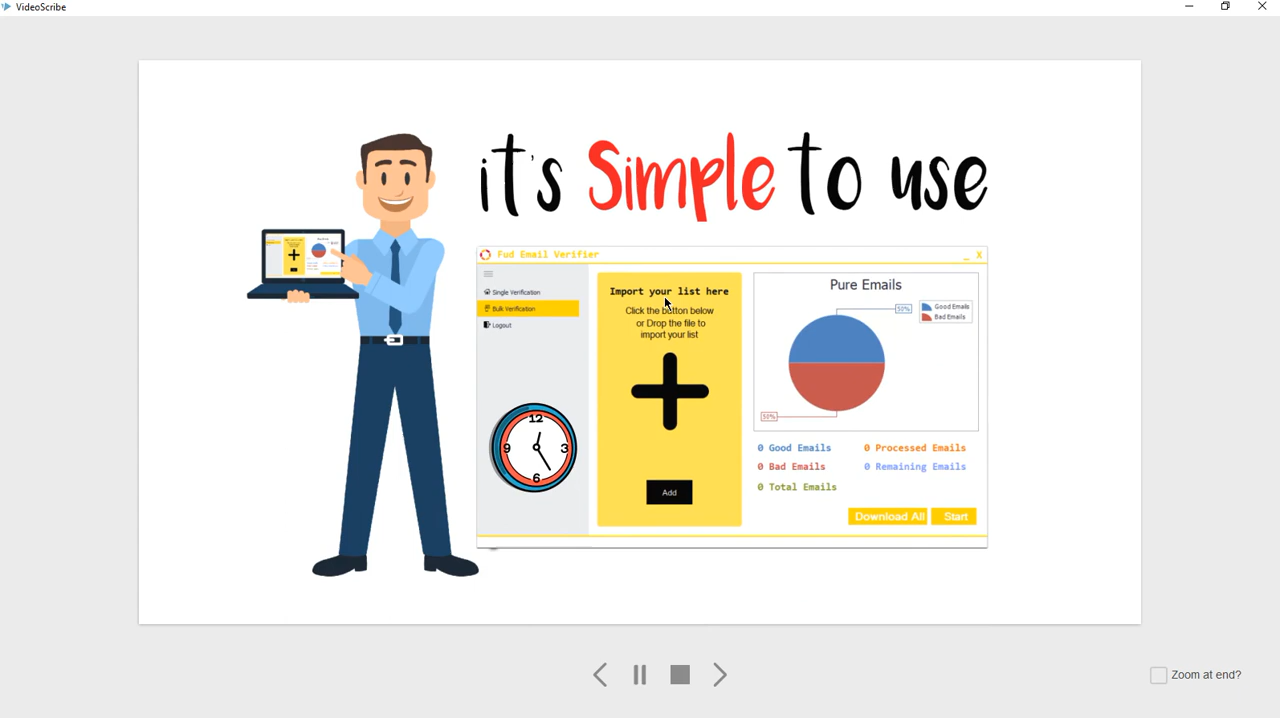 VideoScribe
it's Simple to use
Fud Email Verifier
_ X
Single Verification
Bulk Verification
Logout
12
9 3
6
Import your list here
Click the button below
or Drop the file to
import your list
Add
Pure Emails
50%
Good Emails
Bad Emails
50%
0 Good Emails 0 Processed Emails
0 Bad Emails 0 Remaining Emails
0 Total Emails
Download All Start
Zoom at end?